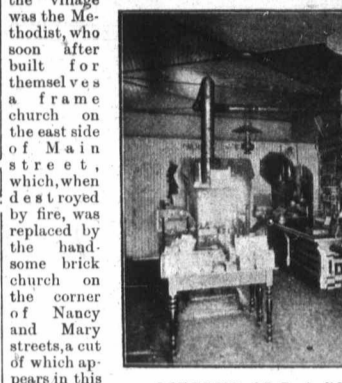 the village
was the Me-
thodist, who
soon after
built for
themselves
a frame
church on
the east side
of Main
street,
which, when
destroyed
by fire, was
replaced by
the hand-
some brick
church on
the corner
of Nancy
and Mary
streets, a cut
of which ap-
pears in this